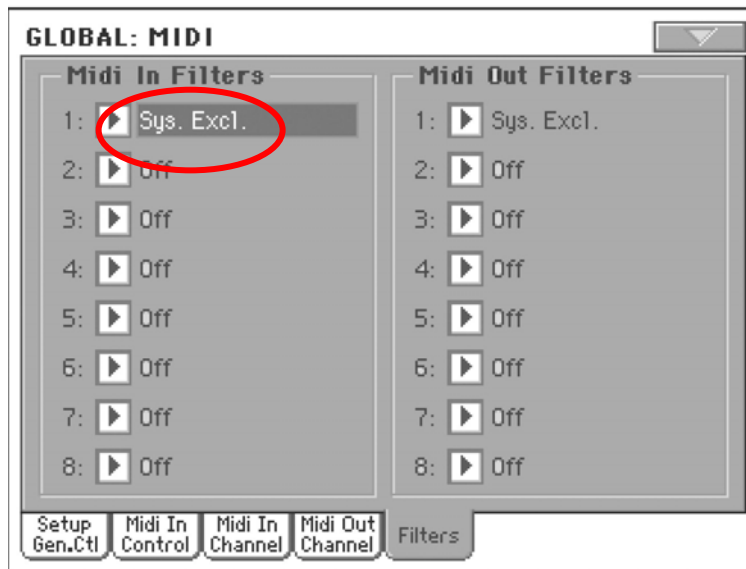 GLOBAL: MIDI
Midi In Filters
1: Sys. Excl.
2: Off
3: Off
4: Off
5: Off
6: Off
7: Off
8: Off
Midi Out Filters
1: Sys. Excl.
2: Off
3: Off
4: Off
5: Off
6: Off
7: Off
8: Off
Setup
Gen.Ctl
Midi In
Control
Midi In
Channel
Midi Out
Channel
Filters